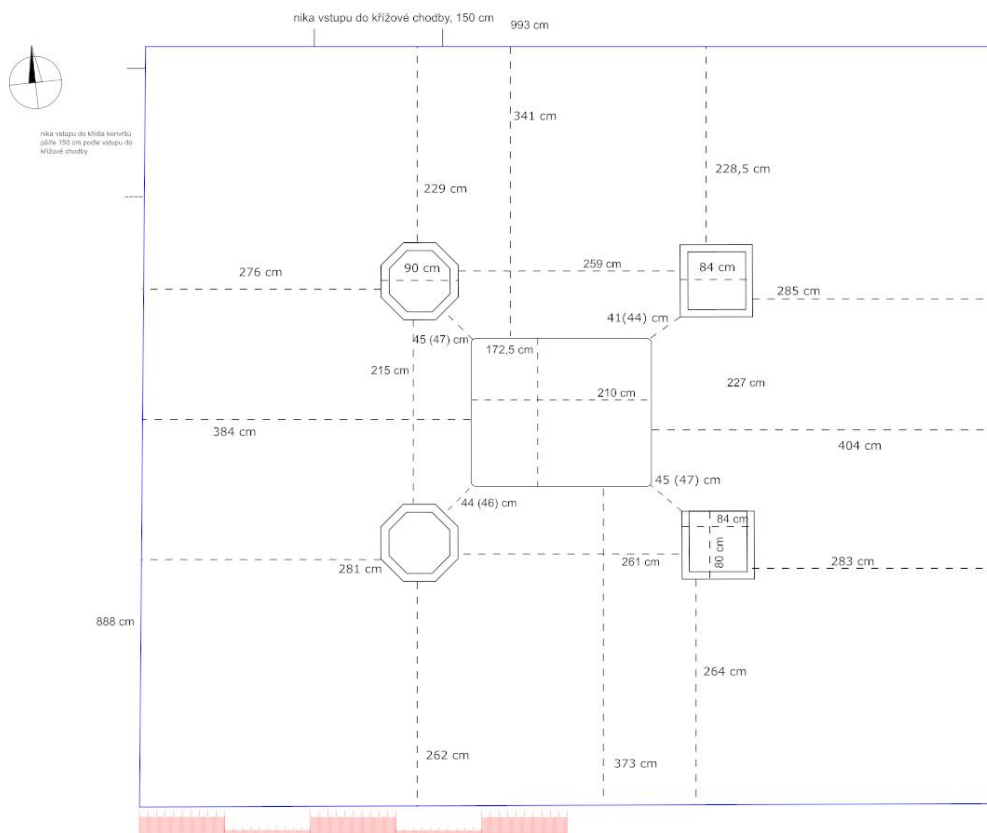 nika vstupu do křížové chodby, 150 cm
993 cm
nika vstupu do křídla konvršů
pšíře 150 cm podle vstupu do
křížové chodby
341 cm
229 cm
228,5 cm
276 cm
90 cm
259 cm
84 cm
285 cm
41(44) cm
45 (47) cm
172,5 cm
215 cm
210 cm
227 cm
384 cm
404 cm
45 (47) cm
44 (46) cm
84 cm
80 cm
281 cm
261 cm
283 cm
888 cm
264 cm
262 cm
373 cm